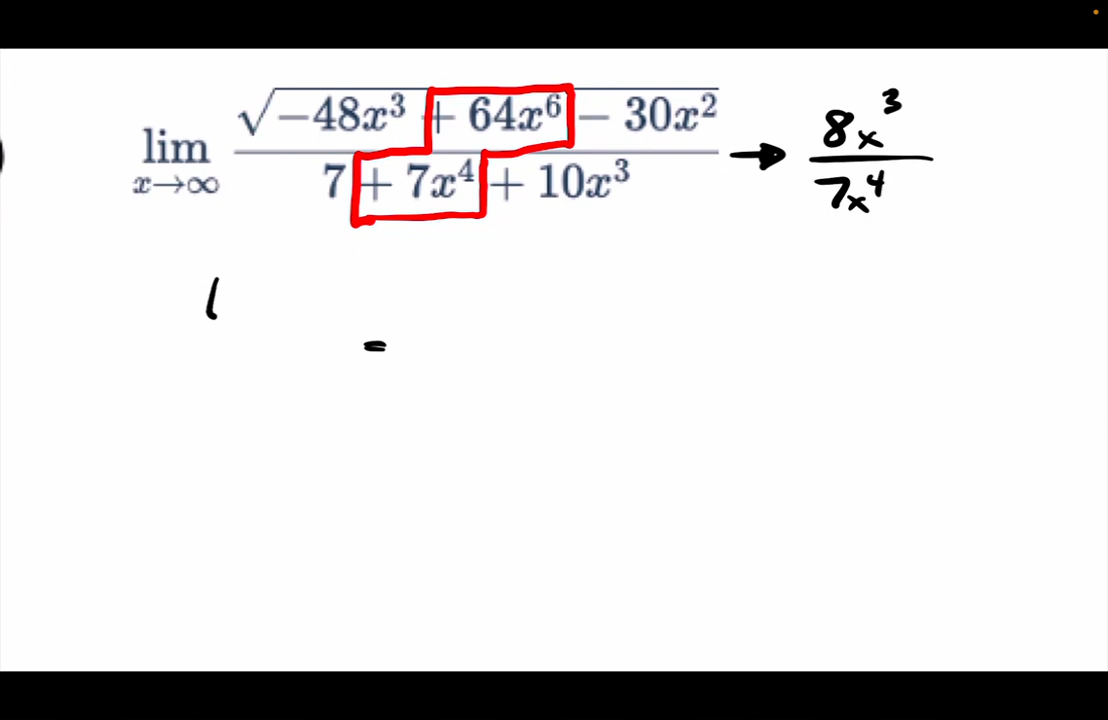 lim x→∞ √(−48x³ + 64x⁶ − 30x²) / (7 + 7x⁴ + 10x³) → 8x³ / 7x⁴
=